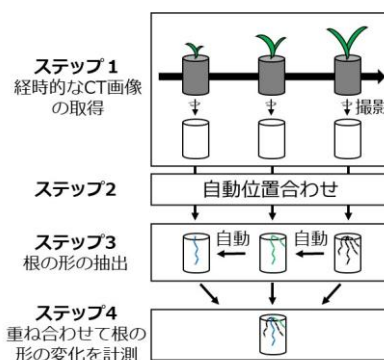 ステップ1
経時的なCT画像
の取得
撮影
ステップ2
自動位置合わせ
ステップ3
根の形の抽出
自動
自動
ステップ4
重ね合わせて根の
形の変化を計測